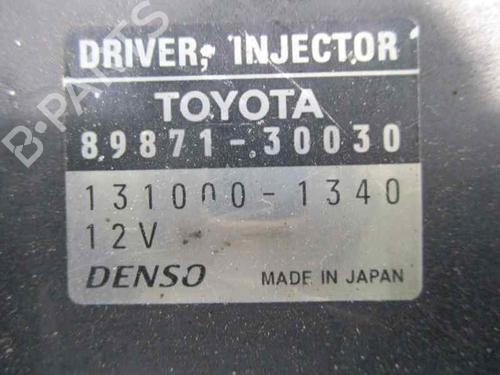 DRIVER, INJECTOR
TOYOTA
89871-30030
131000-1340
12V
DENSO MADE IN JAPAN
B-PARTS